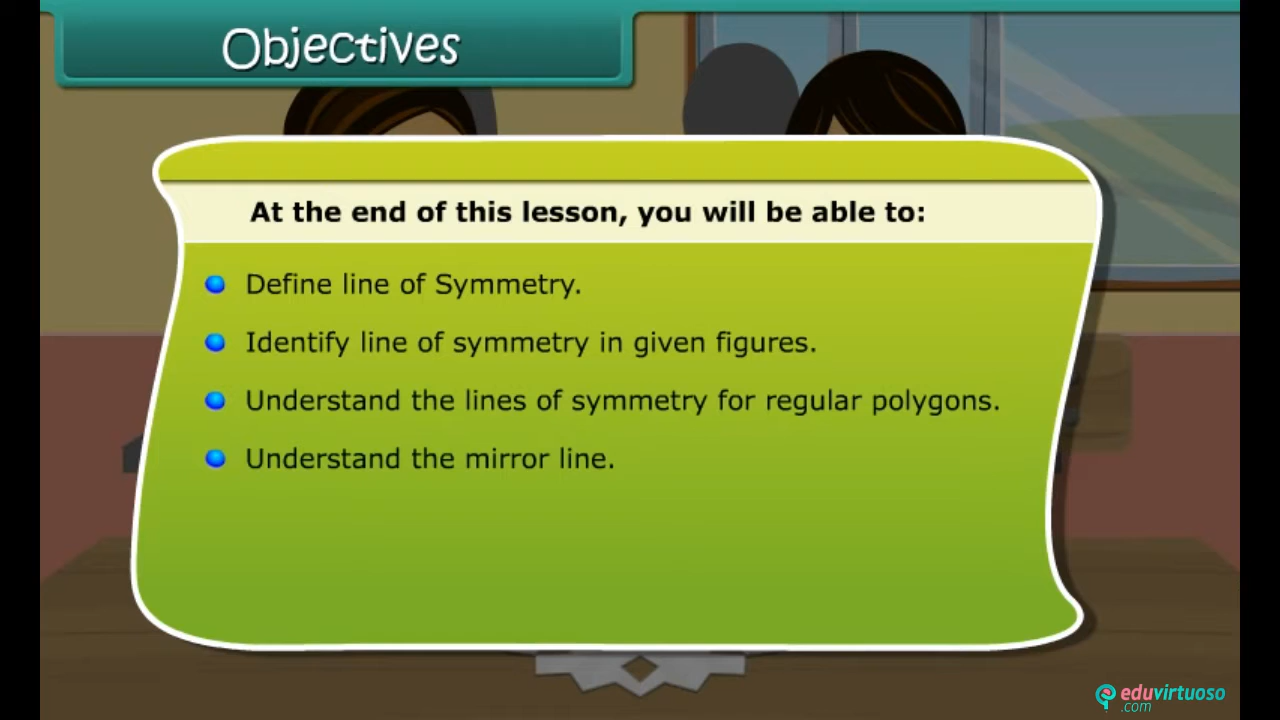 Objectives
At the end of this lesson, you will be able to:
Define line of Symmetry.
Identify line of symmetry in given figures.
Understand the lines of symmetry for regular polygons.
Understand the mirror line.
eduvirtuoso
.com